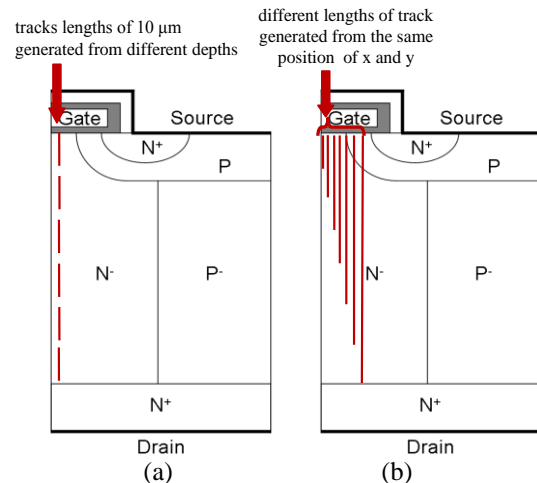 tracks lengths of 10 μm
generated from different depths
Gate
Source
N+
P
N-
P-
N+
Drain
(a)
different lengths of track
generated from the same
position of x and y
Gate
Source
N+
P
N-
P-
N+
Drain
(b)